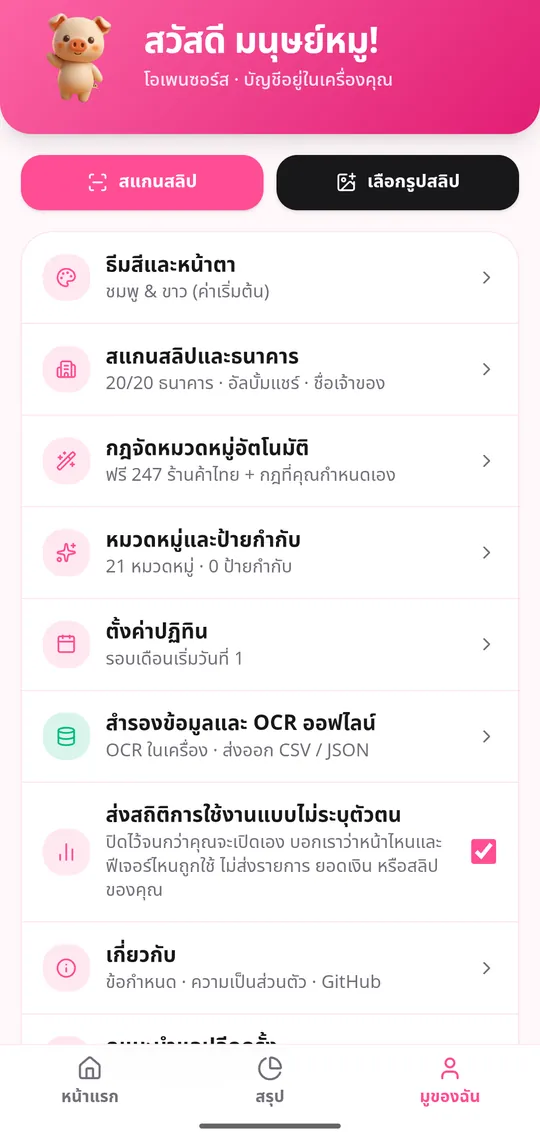 สวัสดี มนุษย์หมู!
โอเพนซอร์ส · บัญชีอยู่ในเครื่องคุณ
สแกนสลิป
เลือกรูปสลิป
ธีมสีและหน้าตา
ชมพู & ขาว (ค่าเริ่มต้น)
สแกนสลิปและธนาคาร
20/20 ธนาคาร · อัลบั้มแชร์ · ชื่อเจ้าของ
กฎจัดหมวดหมู่อัตโนมัติ
ฟรี 247 ร้านค้าไทย + กฎที่คุณกำหนดเอง
หมวดหมู่และป้ายกำกับ
21 หมวดหมู่ · 0 ป้ายกำกับ
ตั้งค่าปฏิทิน
รอบเดือนเริ่มวันที่ 1
สำรองข้อมูลและ OCR ออฟไลน์
OCR ในเครื่อง · ส่งออก CSV / JSON
ส่งสถิติการใช้งานแบบไม่ระบุตัวตน
ปิดไว้จนกว่าคุณจะเปิดเอง บอกเราว่าหน้าไหนและ
ฟีเจอร์ไหนถูกใช้ ไม่ส่งรายการ ยอดเงิน หรือสลิป
ของคุณ
เกี่ยวกับ
ข้อกำหนด · ความเป็นส่วนตัว · GitHub
หน้าแรก
สรุป
มูของฉัน